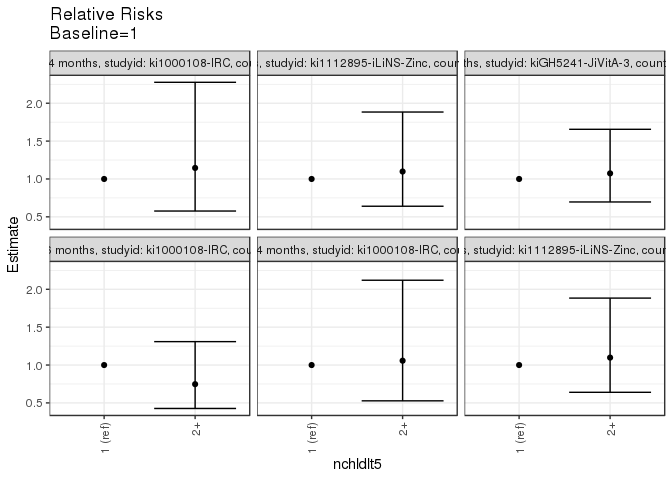 Relative Risks
Baseline=1
4 months, studyid: ki1000108-IRC, cou
, studyid: ki1112895-iLiNS-Zinc, coun
ths, studyid: kiGH5241-JiVitA-3, count
2.0
1.5
1.0
0.5
months, studyid: ki1000108-IRC, cou
4 months, studyid: ki1000108-IRC, cou
s, studyid: ki1112895-iLiNS-Zinc, coun
2.0
1.5
1.0
0.5
Estimate
1 (ref)
2+
1 (ref)
2+
1 (ref)
2+
nchldlt5